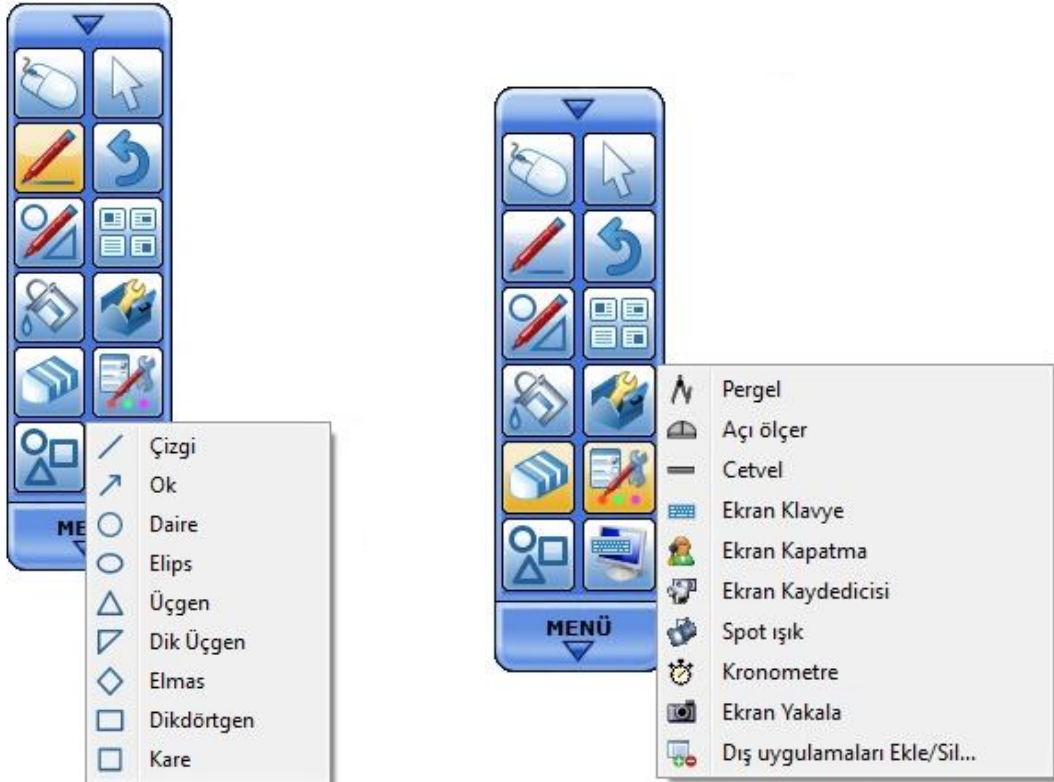 ME
Çizgi
Ok
Daire
Elips
Üçgen
Dik Üçgen
Elmas
Dikdörtgen
Kare
MENÜ
Pergel
Açı ölçer
Cetvel
Ekran Klavye
Ekran Kapatma
Ekran Kaydedicisi
Spot ışık
Kronometre
Ekran Yakala
Dış uygulamaları Ekle/Sil...